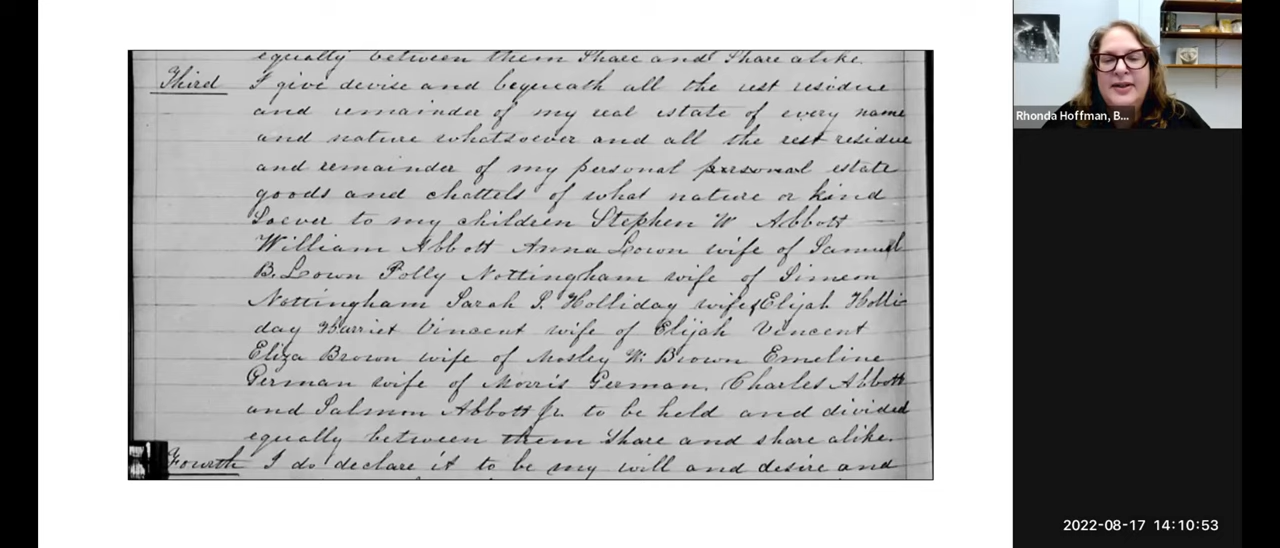 equally between them Share and Share alike
Third I give devise and bequeath all the rest residue
and remainder of my real estate of every name
and nature whatsoever and all the rest residue
and remainder of my personal personal estate
goods and chattels of what nature or kind
Soever to my children Stephen W Abbott
William Abbott Anna Lown wife of Samuel
B. Lown Polly Nottingham wife of Simeon
Nottingham Sarah J. Holliday wife of Elijah Holli
day Harriet Vincent wife of Elijah Vencent
Eliza Brown wife of Mosley W. Brown Emeline
German wife of Morris German. Charles Abbott
and Salmon Abbott Jr. to be held and divided
equally between them Share and share alike.
Fourth I do declare it to be my will and desire and
Rhonda Hoffman, B...
2022-08-17 14:10:53